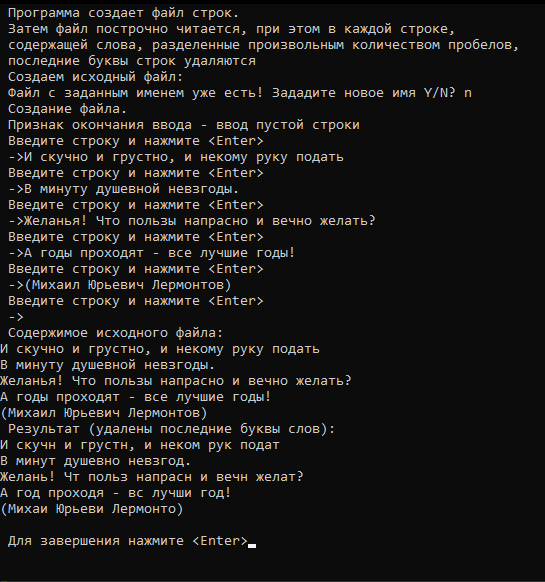 Программа создает файл строк.
Затем файл построчно читается, при этом в каждой строке,
содержащей слова, разделенные произвольным количеством пробелов,
последние буквы строк удаляются
Создаем исходный файл:
Файл с заданным именем уже есть! Зададите новое имя Y/N? n
Создание файла.
Признак окончания ввода - ввод пустой строки
Введите строку и нажмите <Enter>
->И скучно и грустно, и некому руку подать
Введите строку и нажмите <Enter>
->В минуту душевной невзгоды.
Введите строку и нажмите <Enter>
->Желанья! Что пользы напрасно и вечно желать?
Введите строку и нажмите <Enter>
->А годы проходят - все лучшие годы!
Введите строку и нажмите <Enter>
->(Михаил Юрьевич Лермонтов)
Введите строку и нажмите <Enter>
->
Содержимое исходного файла:
И скучно и грустно, и некому руку подать
В минуту душевной невзгоды.
Желанья! Что пользы напрасно и вечно желать?
А годы проходят - все лучшие годы!
(Михаил Юрьевич Лермонтов)
Результат (удалены последние буквы слов):
И скучн и грустн, и неком рук подат
В минут душевно невзгод.
Желань! Чт польз напрасн и вечн желат?
А год проходя - вс лучши год!
(Михаи Юрьеви Лермонто)
Для завершения нажмите <Enter>